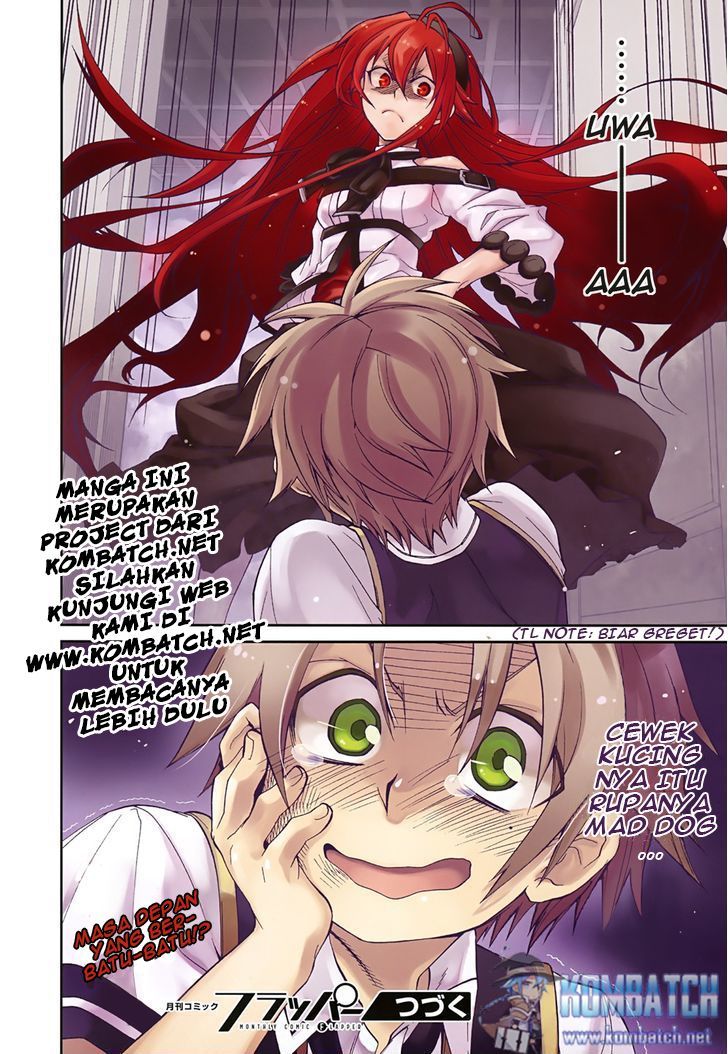 ……
UWA
AAA
MANGA INI
MERUPAKAN
PROJECT DARI
KOMBATCH.NET
SILAHKAN
KUNJUNGI WEB
KAMI DI
WWW.KOMBATCH.NET
UNTUK
MEMBACANYA
LEBIH DULU
(TL NOTE: BIAR GREGET!)
CEWEK
KUCING
NYA ITU
RUPANYA
MAD DOG
...
MASA DEPAN
YANG BER-
BATU-BATU!?
月刊コミック フラッパー つづく
MONTHLY COMIC FLAPPER
KOMBATCH
www.kombatch.net